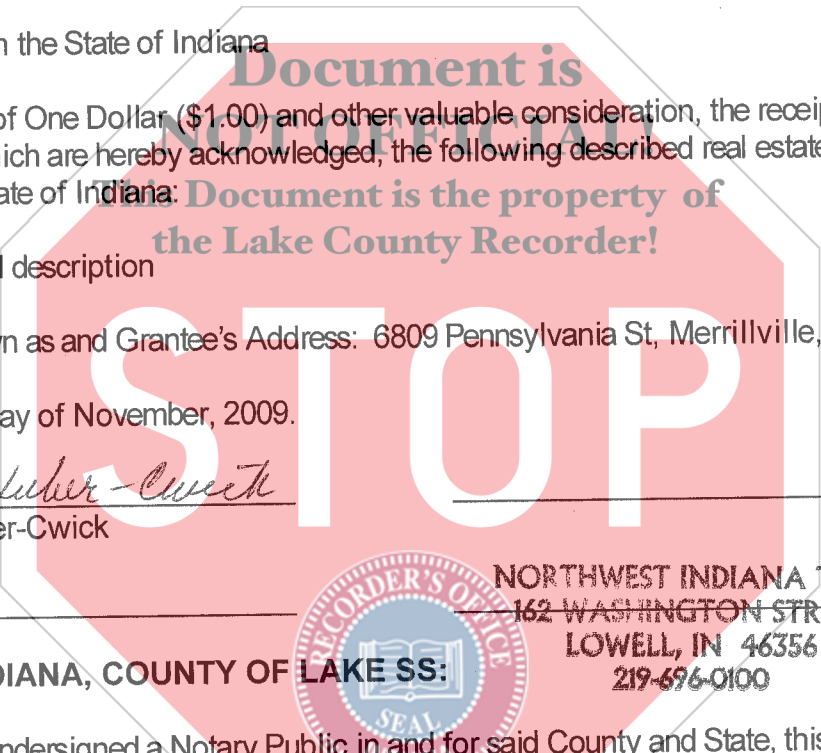 n the State of Indiana
Document is
of One Dollar ($1.00) and other valuable consideration, the receip
NOT OFFICIAL!
hich are hereby acknowledged, the following described real estate
ate of Indiana:
This Document is the property of
the Lake County Recorder!
l description
STOP
n as and Grantee's Address: 6809 Pennsylvania St, Merrillville,
ay of November, 2009.
uber-Cwick
er-Cwick
NORTHWEST INDIANA T
162 WASHINGTON STR
LOWELL, IN 46356
219-696-0100
RECORDER'S OFFICE
SEAL
DIANA, COUNTY OF LAKE SS:
ndersigned a Notary Public in and for said County and State, this